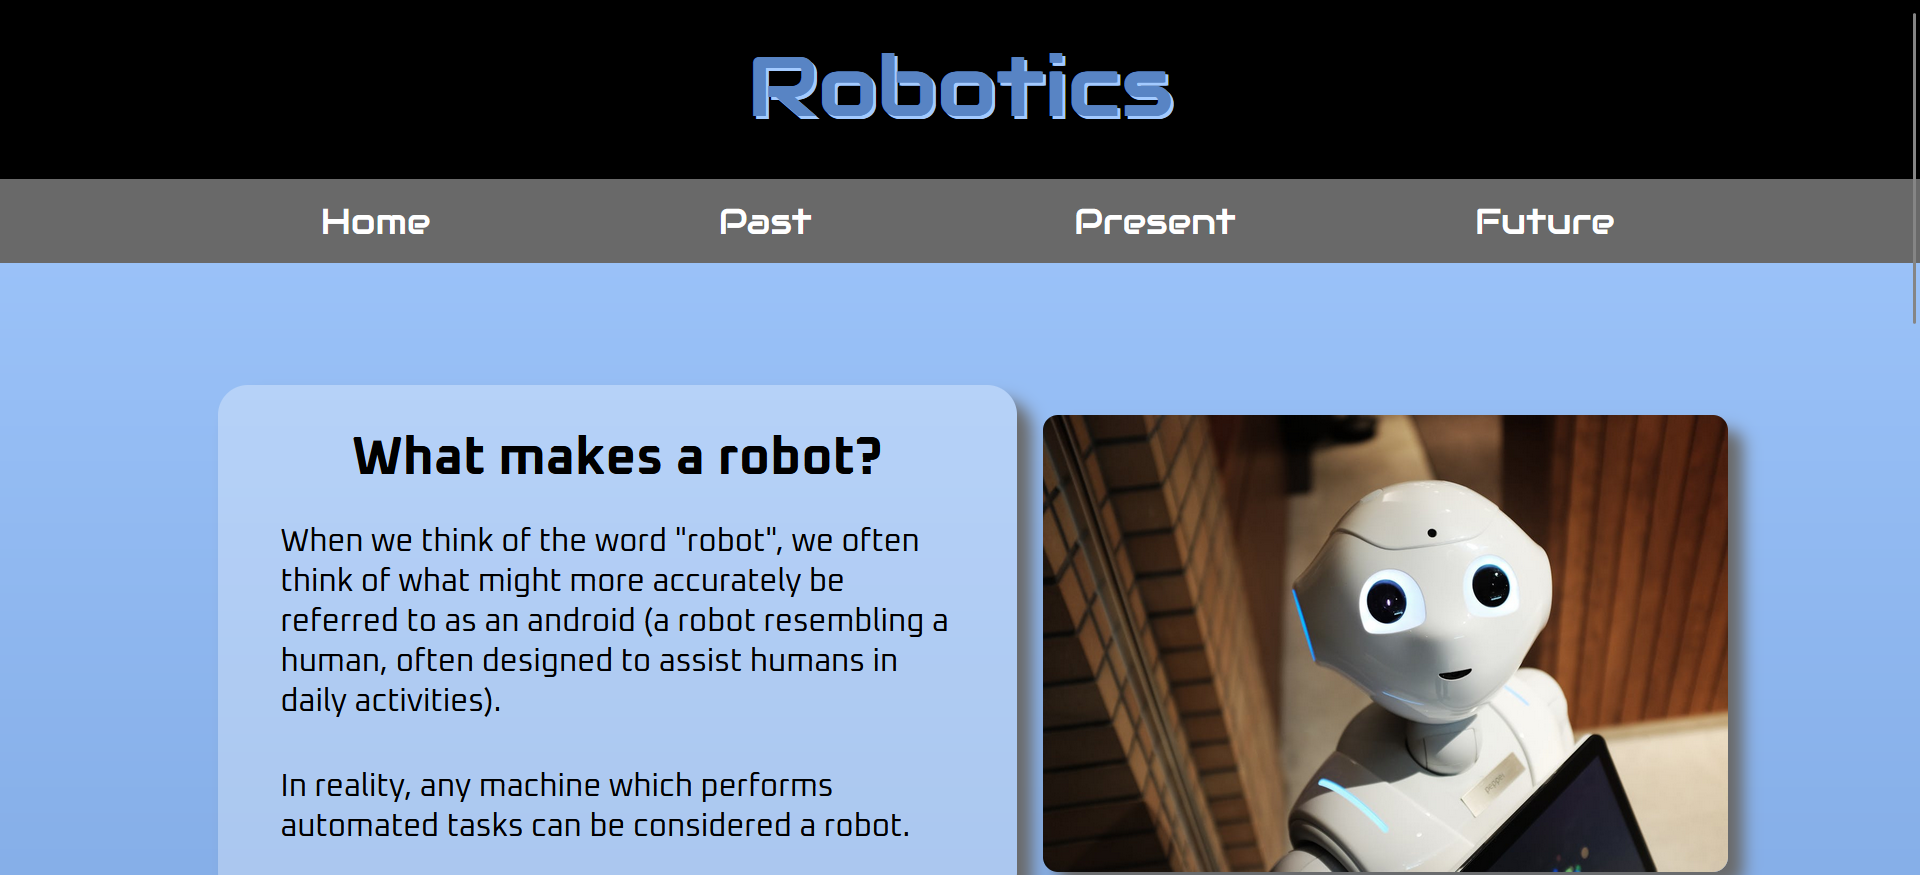 Robotics
Home Past Present Future
What makes a robot?
When we think of the word "robot", we often
think of what might more accurately be
referred to as an android (a robot resembling a
human, often designed to assist humans in
daily activities).
In reality, any machine which performs
automated tasks can be considered a robot.